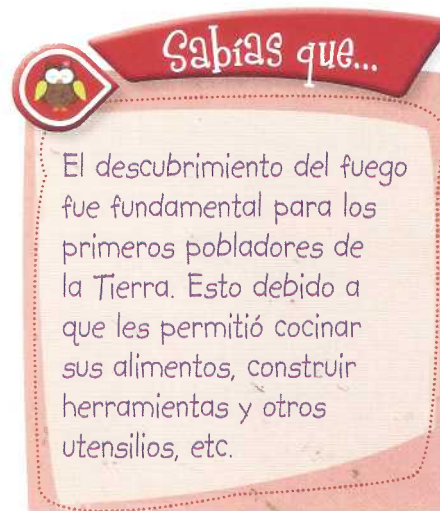 Sabías que...
El descubrimiento del fuego
fue fundamental para los
primeros pobladores de
la Tierra. Esto debido a
que les permitió cocinar
sus alimentos, construir
herramientas y otros
utensilios, etc.